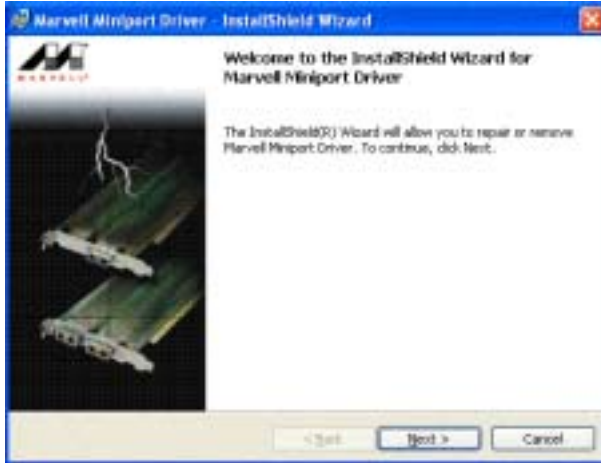 Marvell Miniport Driver - InstallShield Wizard
MARVELL
Welcome to the InstallShield Wizard for
Marvell Miniport Driver
The InstallShield(R) Wizard will allow you to repair or remove
Marvell Miniport Driver. To continue, click Next.
< Back
Next >
Cancel